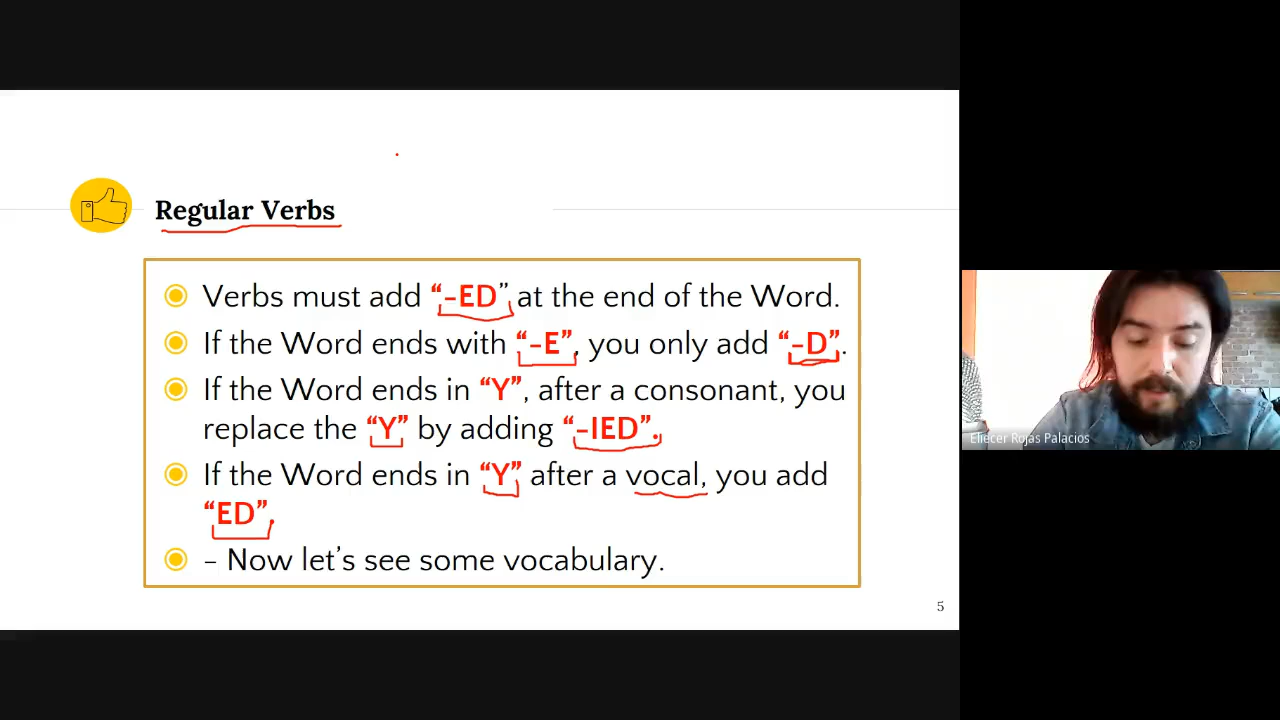 Regular Verbs
Verbs must add “-ED” at the end of the Word.
If the Word ends with “-E”, you only add “-D”.
If the Word ends in “Y”, after a consonant, you
replace the “Y” by adding “-IED”.
If the Word ends in “Y” after a vocal, you add
“ED”.
– Now let’s see some vocabulary.
5
Eliecer Rojas Palacios